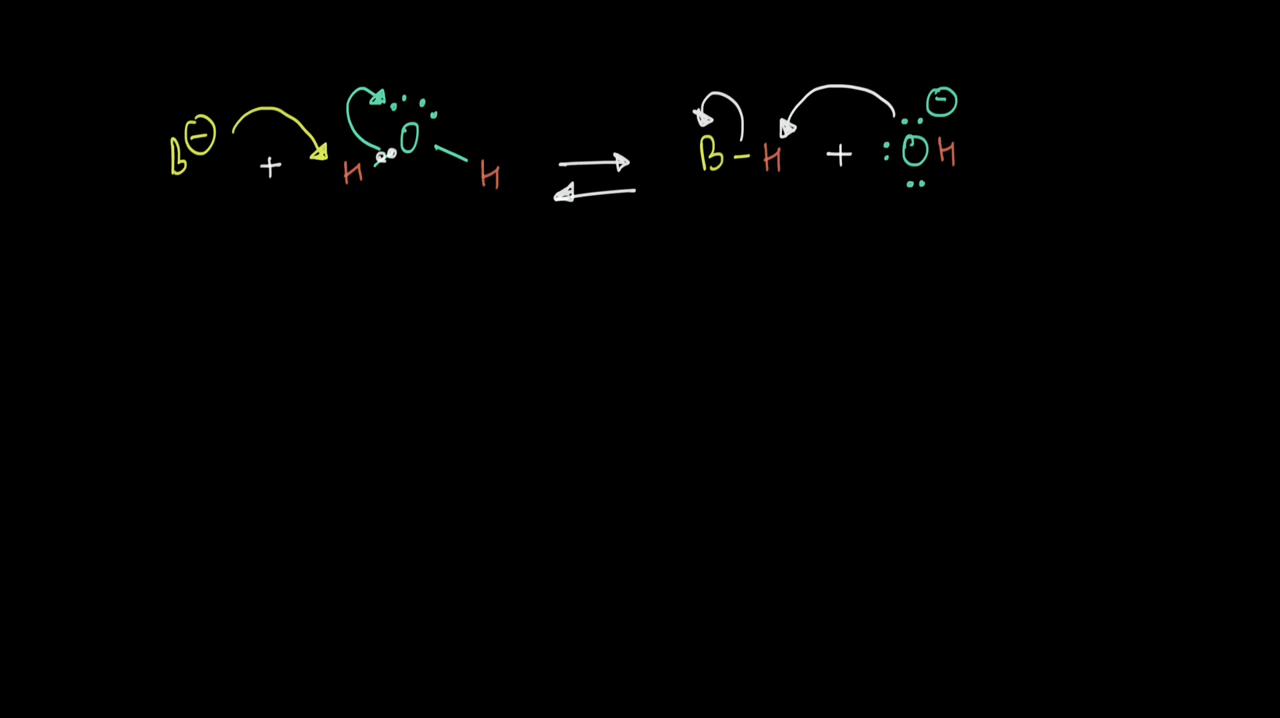 B⊖ + H O H ⇌ B – H + :OH ⊖